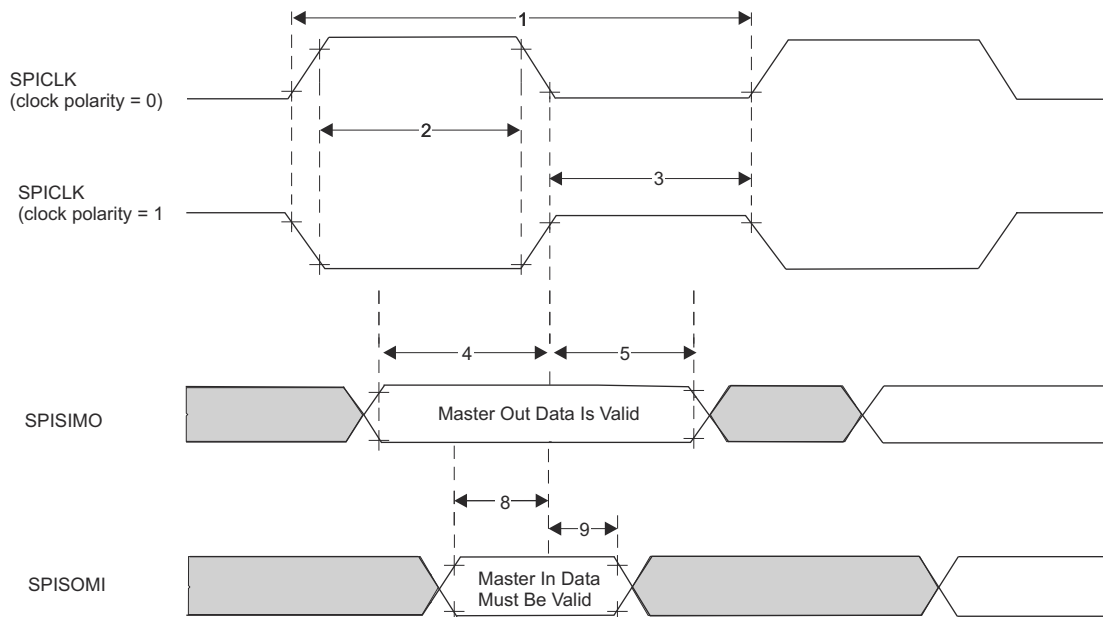 1
SPICLK
(clock polarity = 0)
2
3
SPICLK
(clock polarity = 1
4
5
SPISIMO
Master Out Data Is Valid
8
9
SPISOMI
Master In Data
Must Be Valid